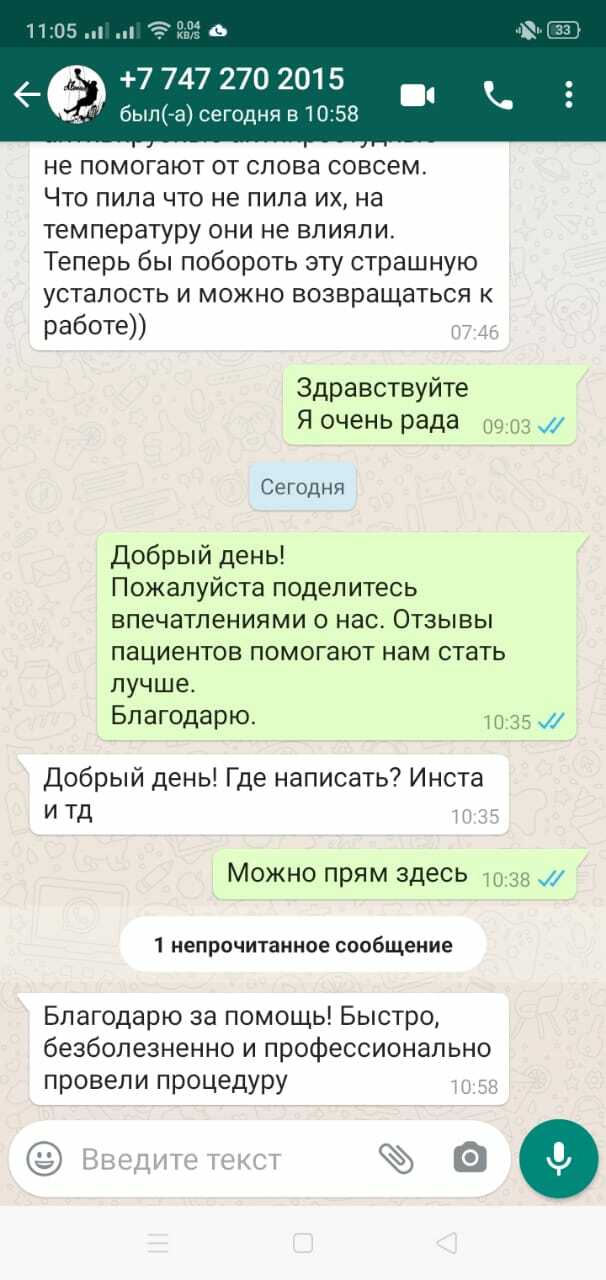 11:05
0.04
KB/S
33
+7 747 270 2015
был(-а) сегодня в 10:58
не помогают от слова совсем.
Что пила что не пила их, на
температуру они не влияли.
Теперь бы побороть эту страшную
усталость и можно возвращаться к
работе))
07:46
Здравствуйте
Я очень рада
09:03
Сегодня
Добрый день!
Пожалуйста поделитесь
впечатлениями о нас. Отзывы
пациентов помогают нам стать
лучше.
Благодарю.
10:35
Добрый день! Где написать? Инста
и тд
10:35
Можно прям здесь
10:38
1 непрочитанное сообщение
Благодарю за помощь! Быстро,
безболезненно и профессионально
провели процедуру
10:58
Введите текст